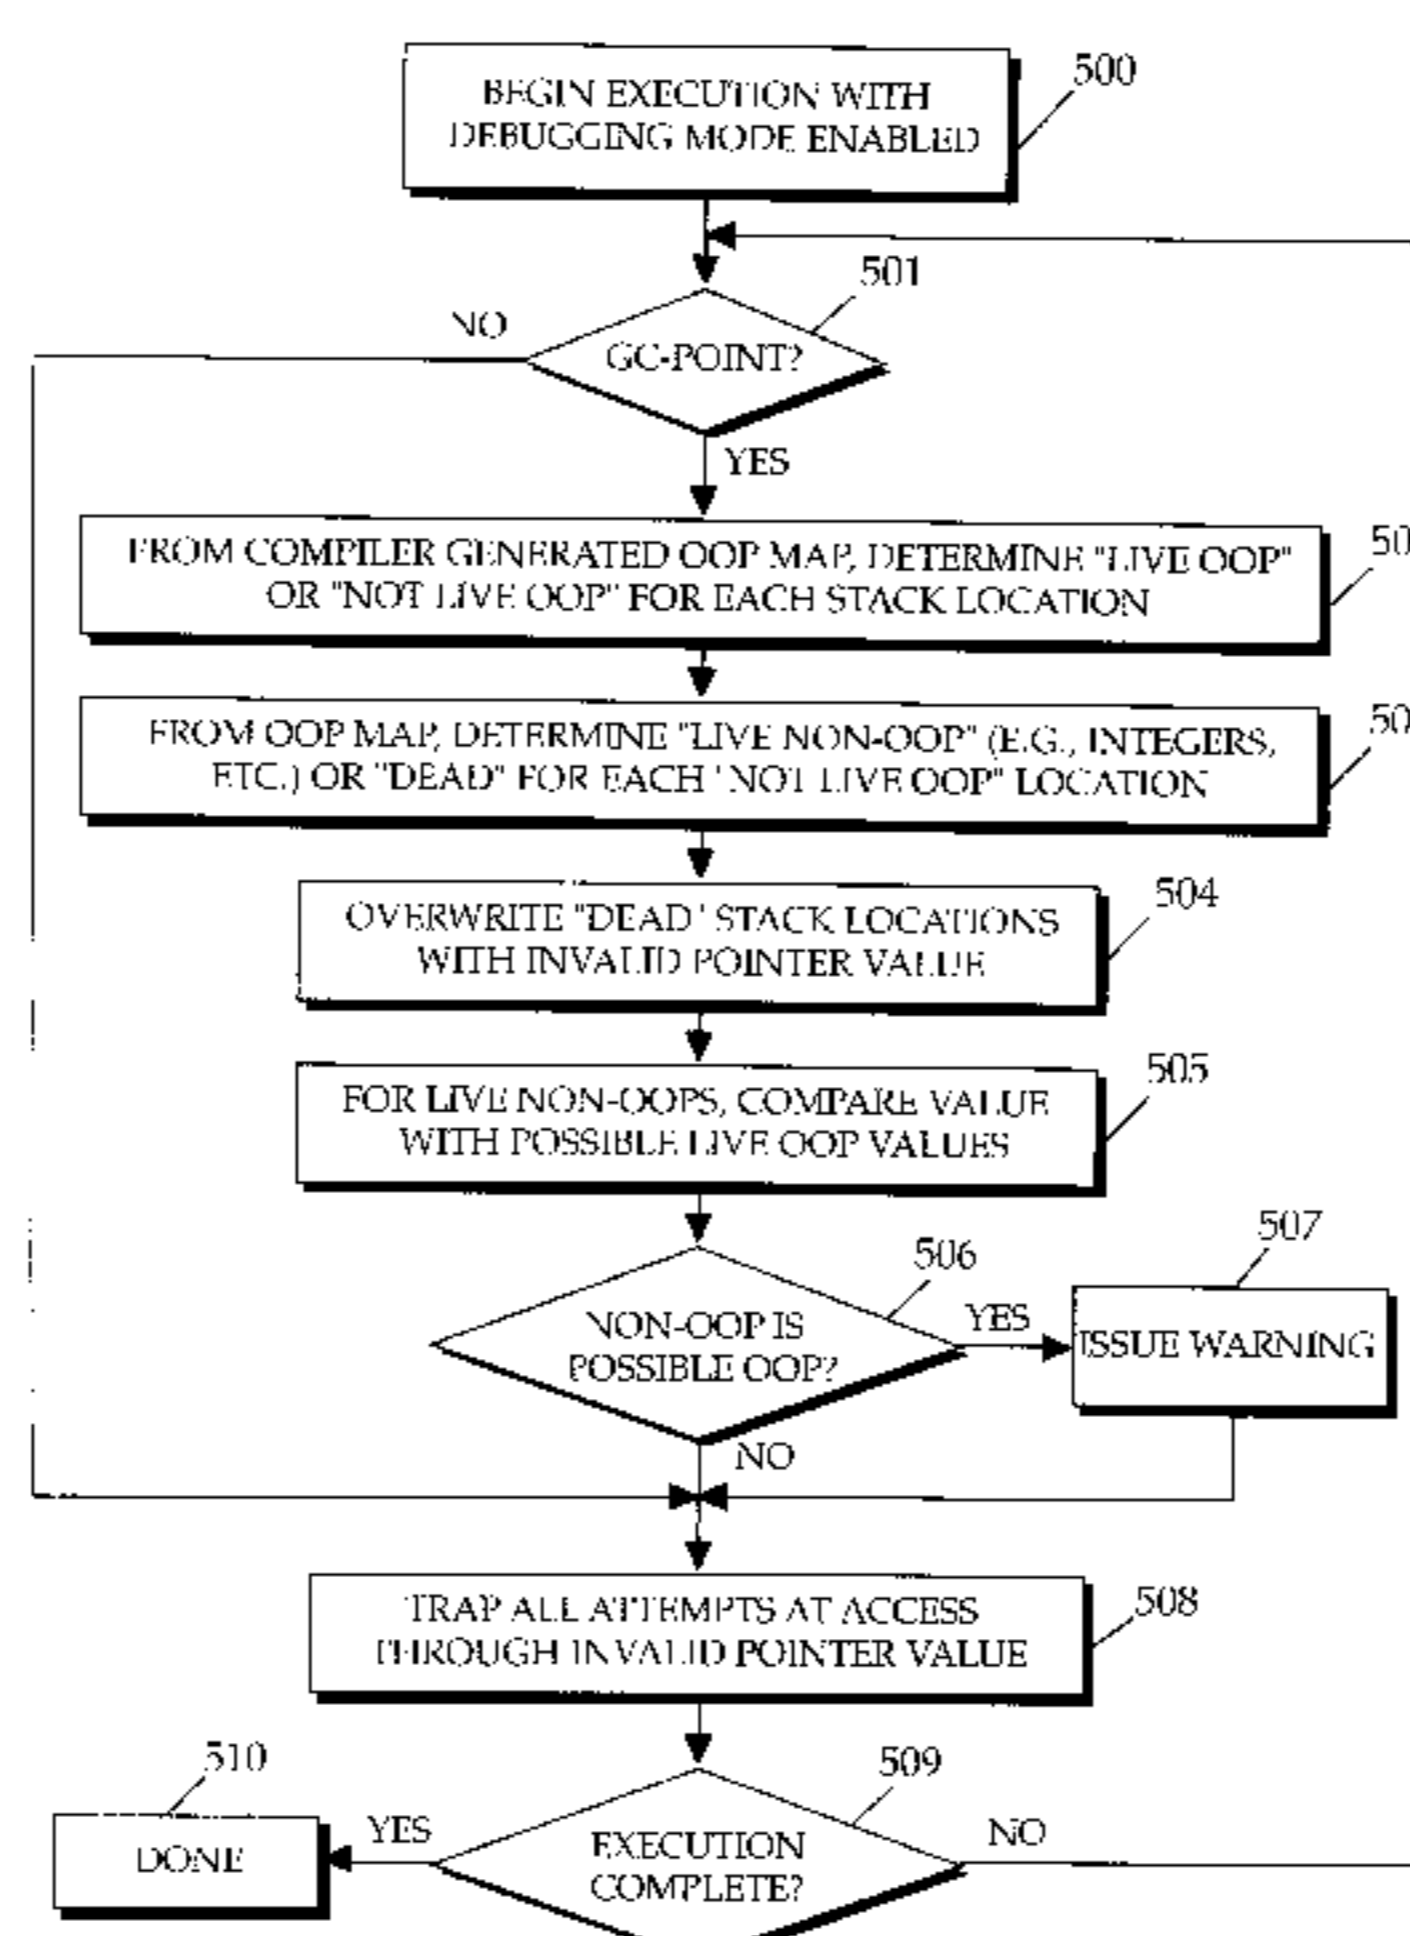 BEGIN EXECUTION WITH
DEBUGGING MODE ENABLED
500
501
NO
GC-POINT?
YES
FROM COMPILER GENERATED OOP MAP, DETERMINE "LIVE OOP"
OR "NOT LIVE OOP" FOR EACH STACK LOCATION
50
FROM OOP MAP, DETERMINE "LIVE NON-OOP" (E.G., INTEGERS,
ETC.) OR "DEAD" FOR EACH "NOT LIVE OOP" LOCATION
50
504
OVERWRITE "DEAD" STACK LOCATIONS
WITH INVALID POINTER VALUE
505
FOR LIVE NON-OOPS, COMPARE VALUE
WITH POSSIBLE LIVE OOP VALUES
506
507
NON-OOP IS
POSSIBLE OOP?
YES
ISSUE WARNING
NO
TRAP ALL ATTEMPTS AT ACCESS
THROUGH INVALID POINTER VALUE
508
510
509
DONE
YES
EXECUTION
COMPLETE?
NO